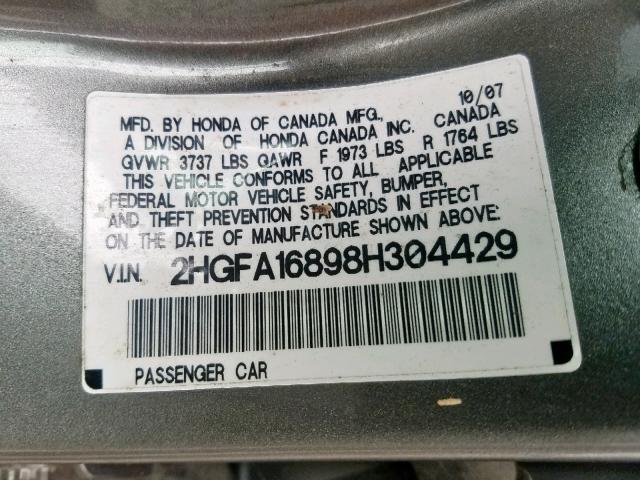 10/07
MFD. BY HONDA OF CANADA MFG.,
A DIVISION OF HONDA CANADA INC. CANADA
GVWR 3737 LBS GAWR F 1973 LBS R 1764 LBS
THIS VEHICLE CONFORMS TO ALL APPLICABLE
FEDERAL MOTOR VEHICLE SAFETY, BUMPER,
AND THEFT PREVENTION STANDARDS IN EFFECT
ON THE DATE OF MANUFACTURE SHOWN ABOVE:
V.I.N. 2HGFA16898H304429
PASSENGER CAR